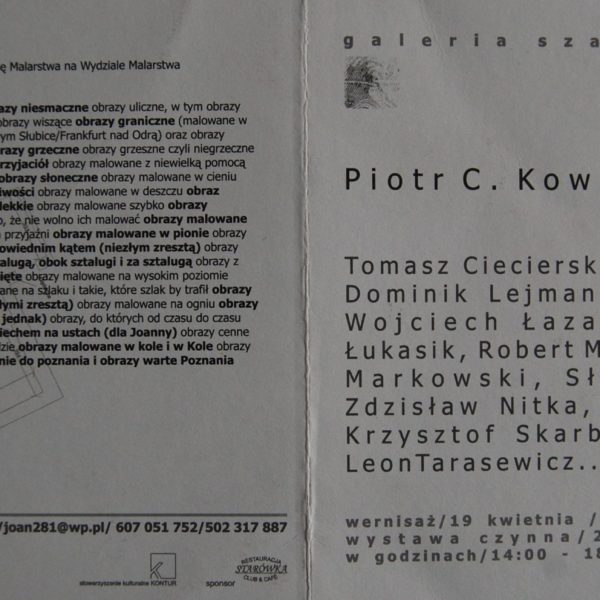 ę Malarstwa na Wydziale Malarstwa
azy niesmaczne obrazy uliczne, w tym obrazy
obrazy wiszące obrazy graniczne (malowane w
ym Słubice/Frankfurt nad Odrą) oraz obrazy
razy grzeczne obrazy grzeszne czyli niegrzeczne
rzyjaciół obrazy malowane z niewielką pomocą
obrazy słoneczne obrazy malowane w cieniu
iwości obrazy malowane w deszczu obraz
lekkie obrazy malowane szybko obrazy
o, że nie wolno ich malować obrazy malowane
przyjaźni obrazy malowane w pionie obrazy
owiednim kątem (niezłym zresztą) obrazy
alugą, obok sztalugi i za sztalugą obrazy z
ięte obrazy malowane na wysokim poziomie
ane na szlaku i takie, które szlak by trafił obrazy
łymi zresztą) obrazy malowane na ogniu obrazy
jednak) obrazy, do których od czasu do czasu
iechem na ustach (dla Joanny) obrazy cenne
dzie obrazy malowane w kole i w Kole obrazy
nie do poznania i obrazy warte Poznania
/joan281@wp.pl/ 607 051 752/502 317 887
stowarzyszenie kulturalne KONTUR
sponsor
RESTAURACJA
STARÓWKA
CLUB & CAFE
galeria sza
Piotr C. Kow
Tomasz Cieciersk
Dominik Lejman
Wojciech Łaza
Łukasik, Robert M
Markowski, Sł
Zdzisław Nitka,
Krzysztof Skarb
LeonTarasewicz..
wernisaż/19 kwietnia /
wystawa czynna/2
w godzinach/14:00 - 18